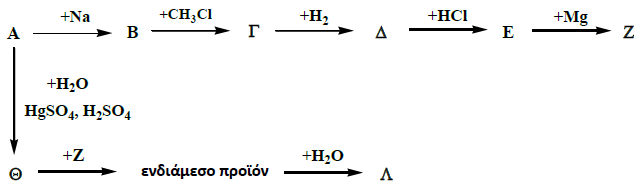 A +Na B +CH₃Cl Γ +H₂ Δ +HCl E +Mg Z
+H₂O
HgSO₄, H₂SO₄
Θ +Z ενδιάμεσο προϊόν +H₂O Λ